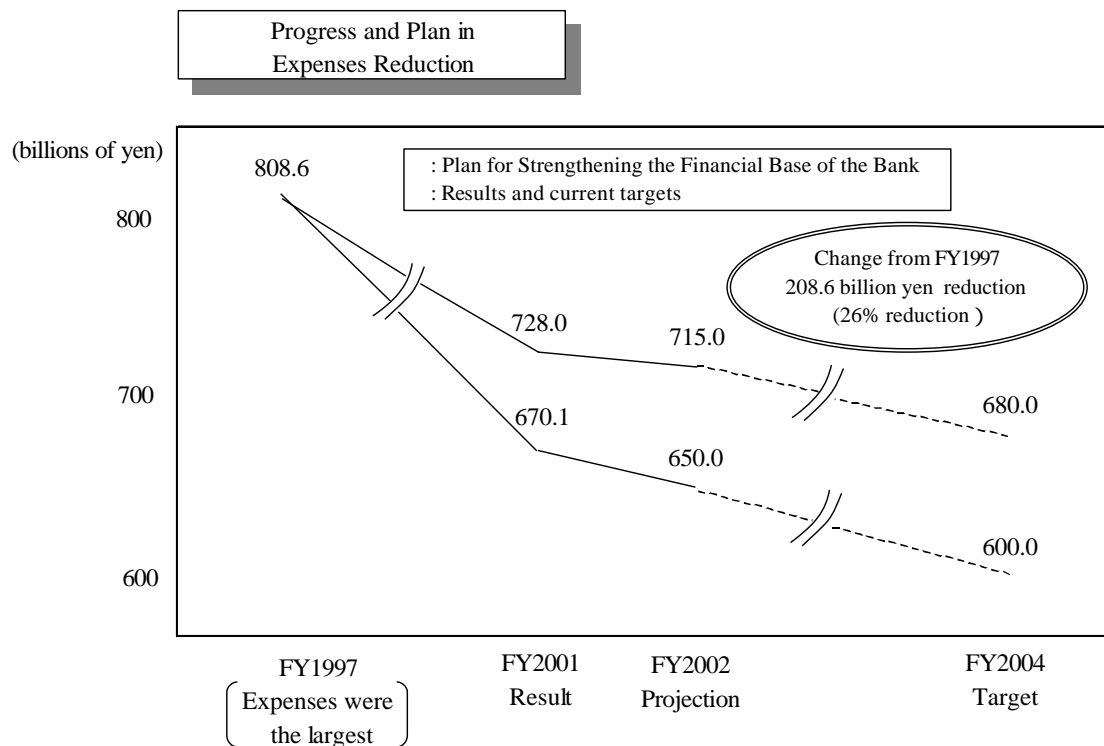 Progress and Plan in
Expenses Reduction
(billions of yen)
808.6
: Plan for Strengthening the Financial Base of the Bank
: Results and current targets
800
Change from FY1997
208.6 billion yen reduction
(26% reduction )
728.0
715.0
700
680.0
670.1
650.0
600.0
600
FY1997
Expenses were
the largest
FY2001
Result
FY2002
Projection
FY2004
Target